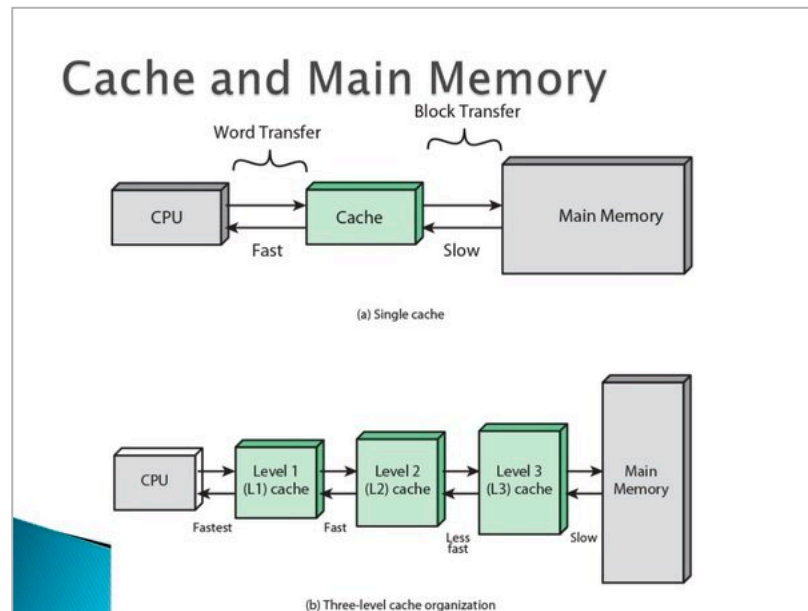 Cache and Main Memory
Block Transfer
Word Transfer
CPU
Cache
Main Memory
Fast
Slow
(a) Single cache
CPU
Level 1
(L1) cache
Level 2
(L2) cache
Level 3
(L3) cache
Main
Memory
Fastest
Fast
Less
fast
Slow
(b) Three-level cache organization